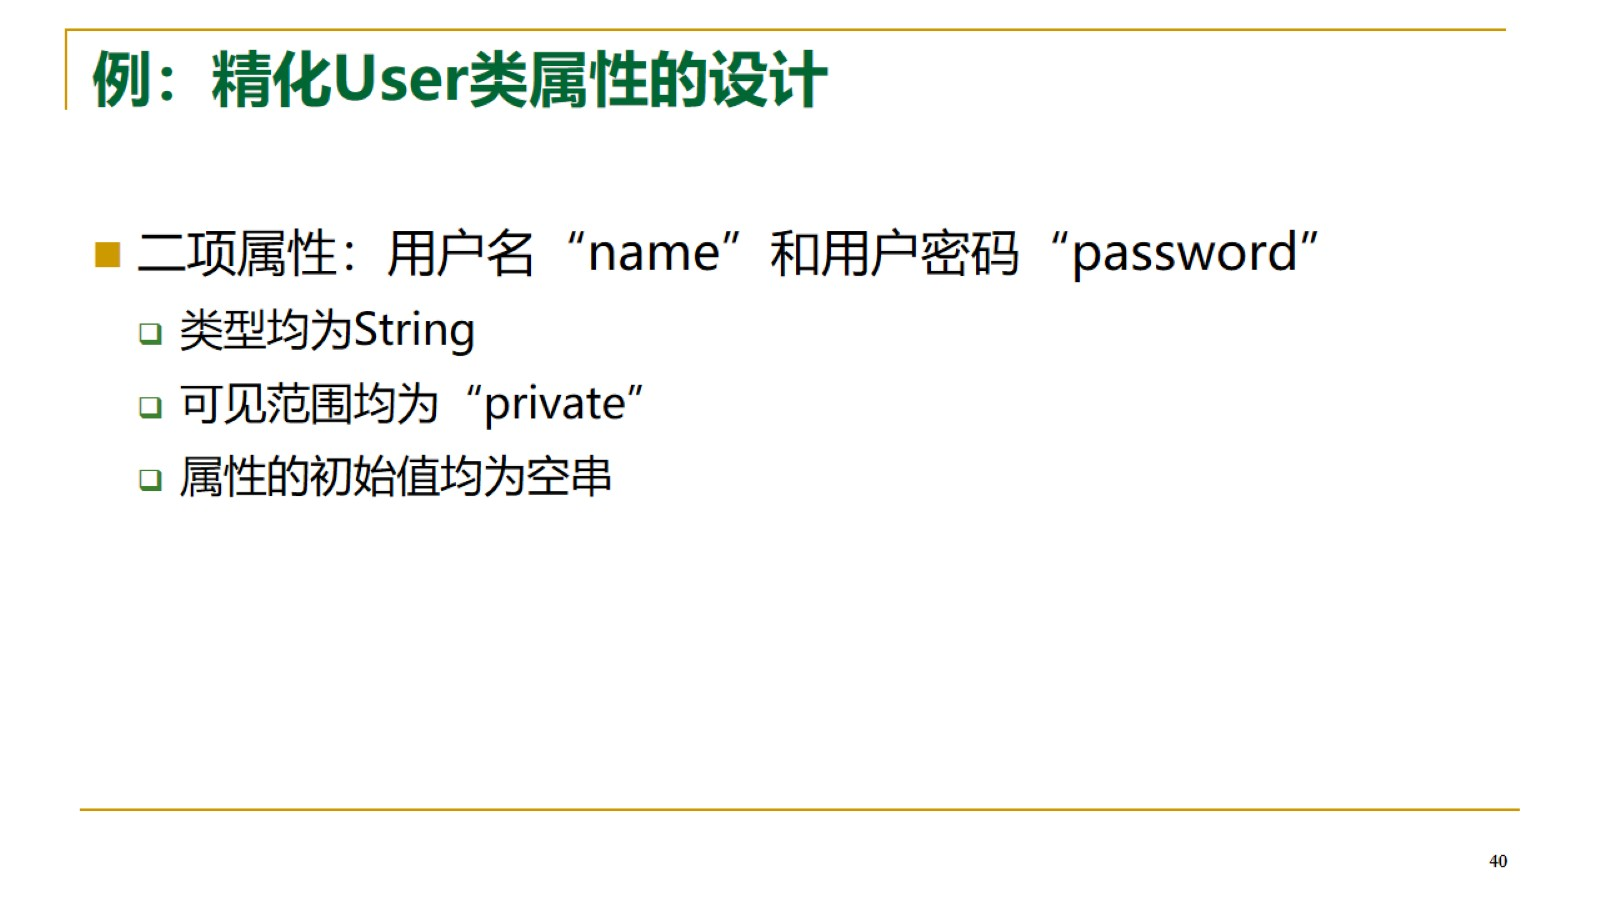 例：精化User类属性的设计
二项属性：用户名“name”和用户密码“password”
类型均为String
可见范围均为“private”
属性的初始值均为空串
40